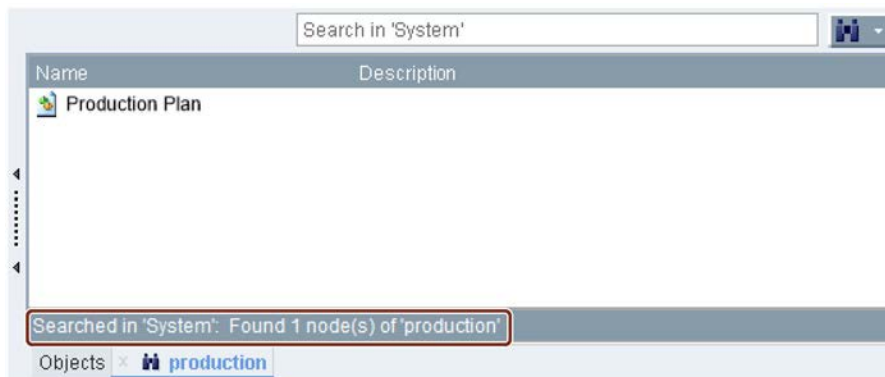 Search in 'System'
Name Description
Production Plan
Searched in 'System': Found 1 node(s) of 'production'
Objects production